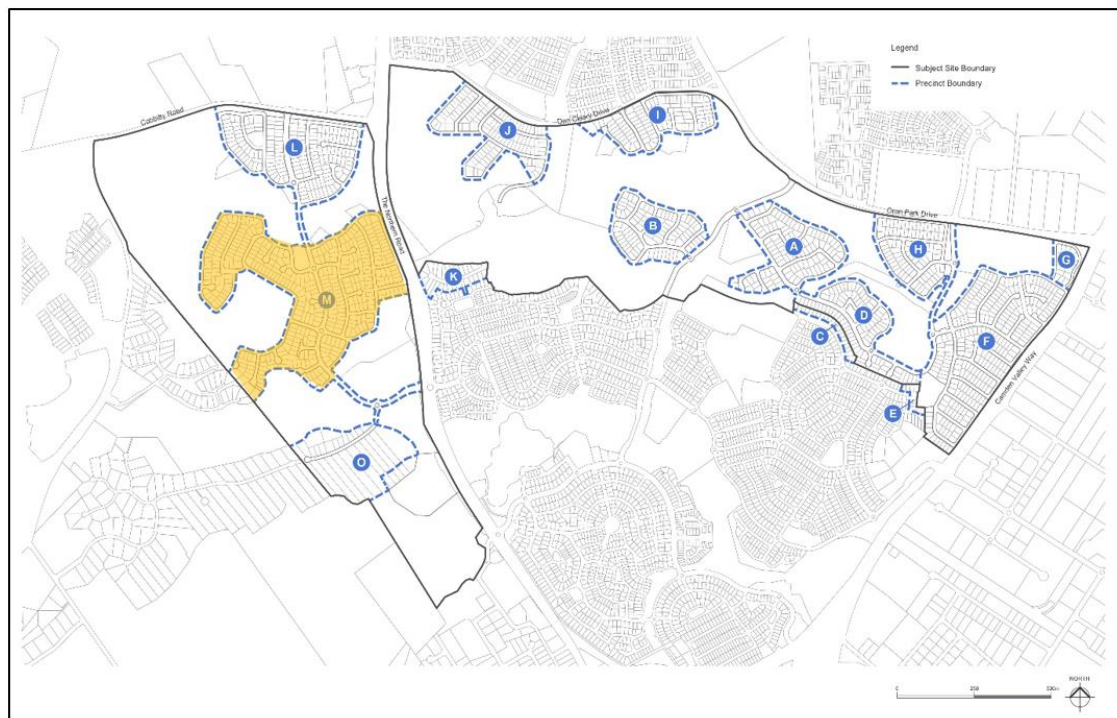 Legend
Subject Site Boundary
Precinct Boundary
Cobbitty Road
L
J
Dan Cleary Drive
I
The Northern Road
B
A
Oran Park Drive
H
G
K
M
D
C
F
Camden Valley Way
E
O
NORTH
0 250 500m